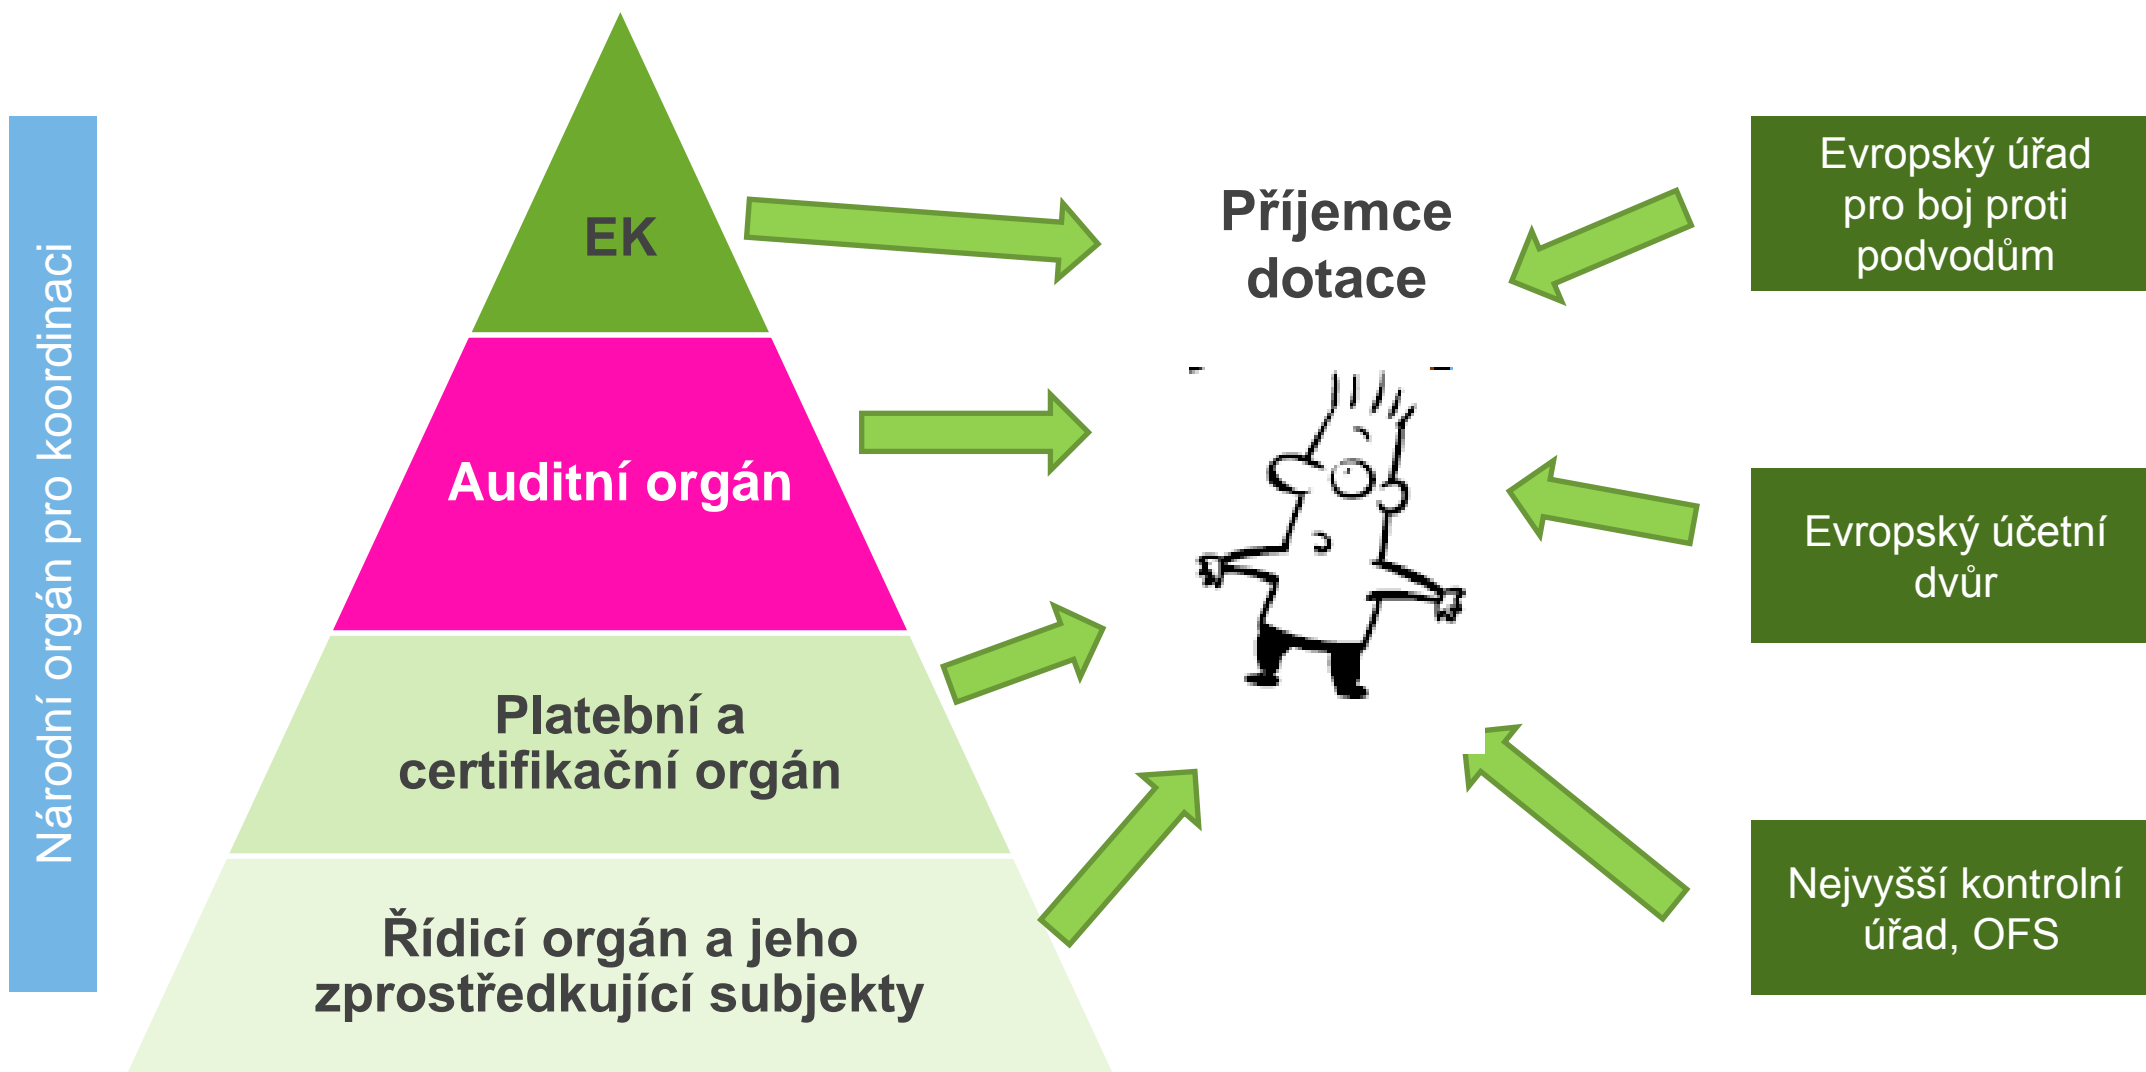 Národní orgán pro koordinaci
EK
Auditní orgán
Platební a
certifikační orgán
Řídicí orgán a jeho
zprostředkující subjekty
Příjemce
dotace
Evropský úřad
pro boj proti
podvodům
Evropský účetní
dvůr
Nejvyšší kontrolní
úřad, OFS